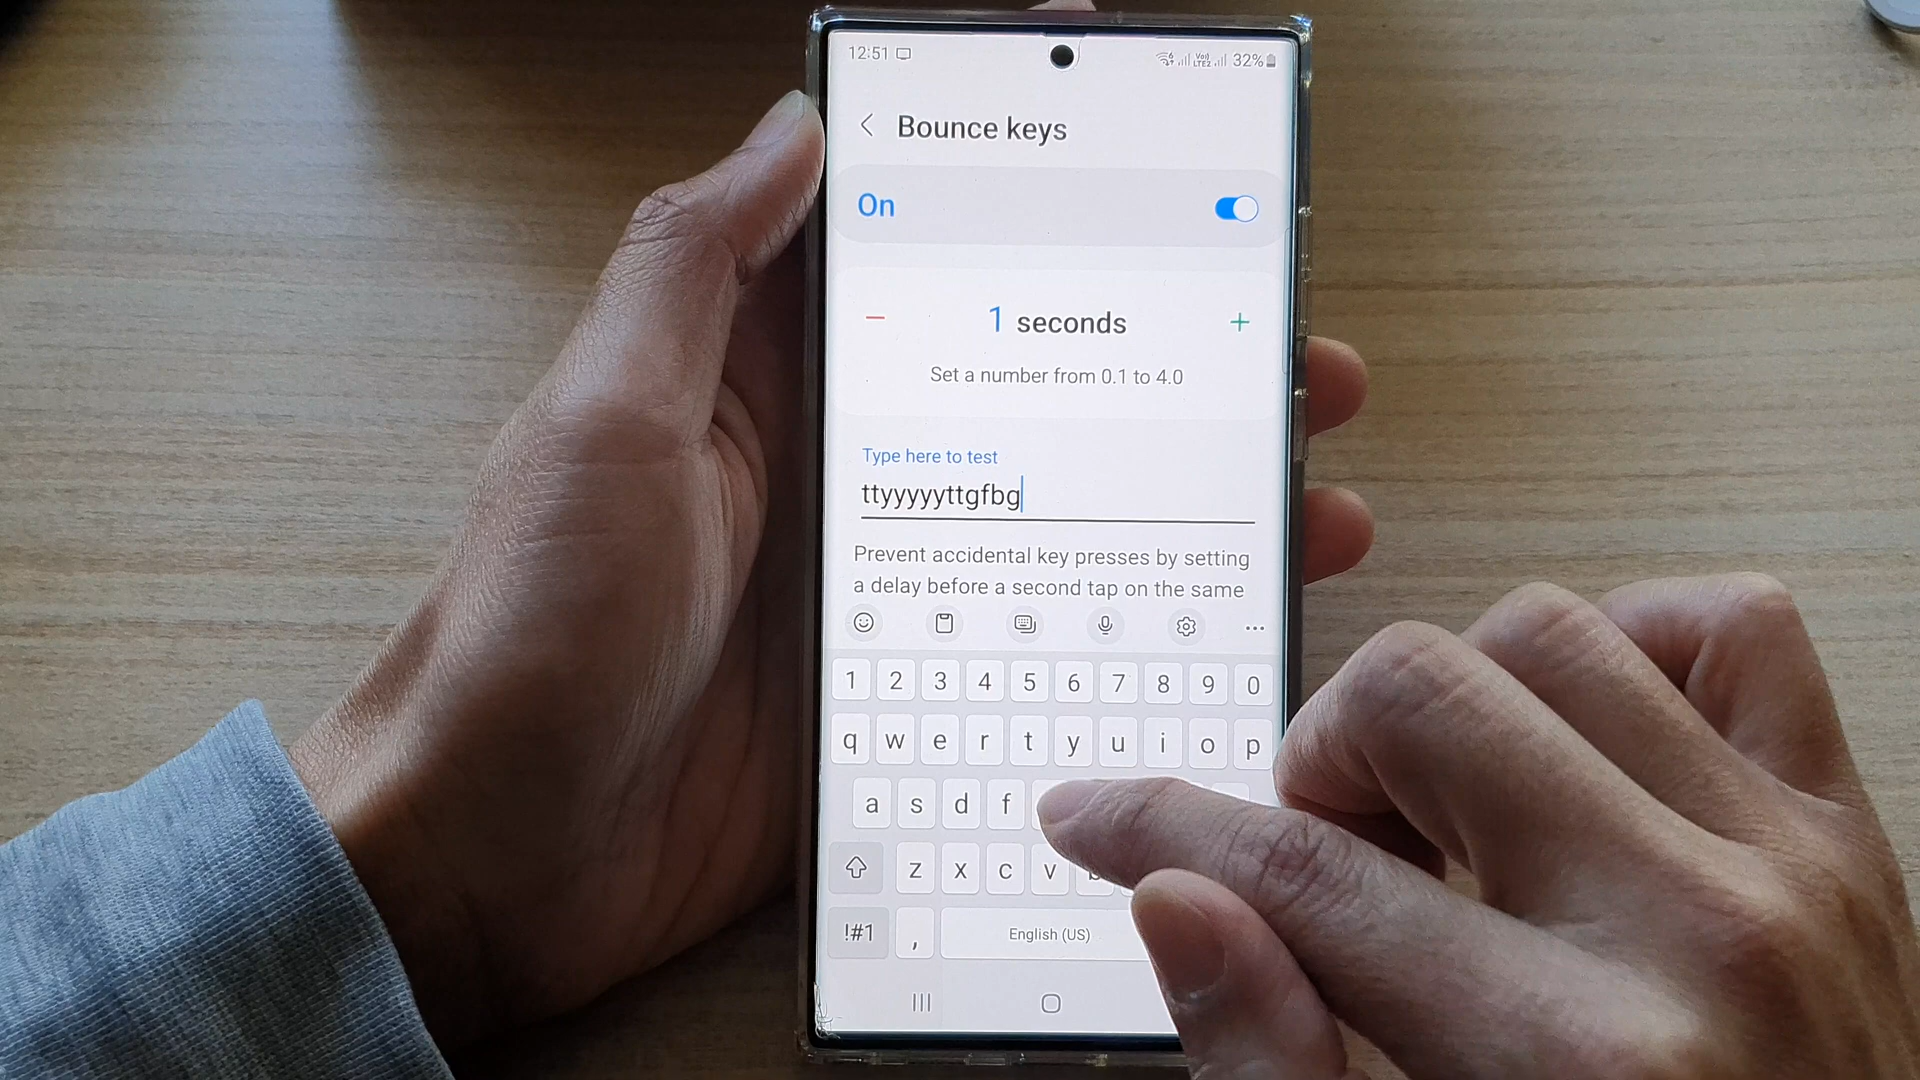 12:51
VoI)
LTE2
32%
Bounce keys
On
1 seconds
Set a number from 0.1 to 4.0
Type here to test
ttyyyyyttgfbg
Prevent accidental key presses by setting
a delay before a second tap on the same
1 2 3 4 5 6 7 8 9 0
q w e r t y u i o p
a s d f
z x c v
!#1 , English (US)